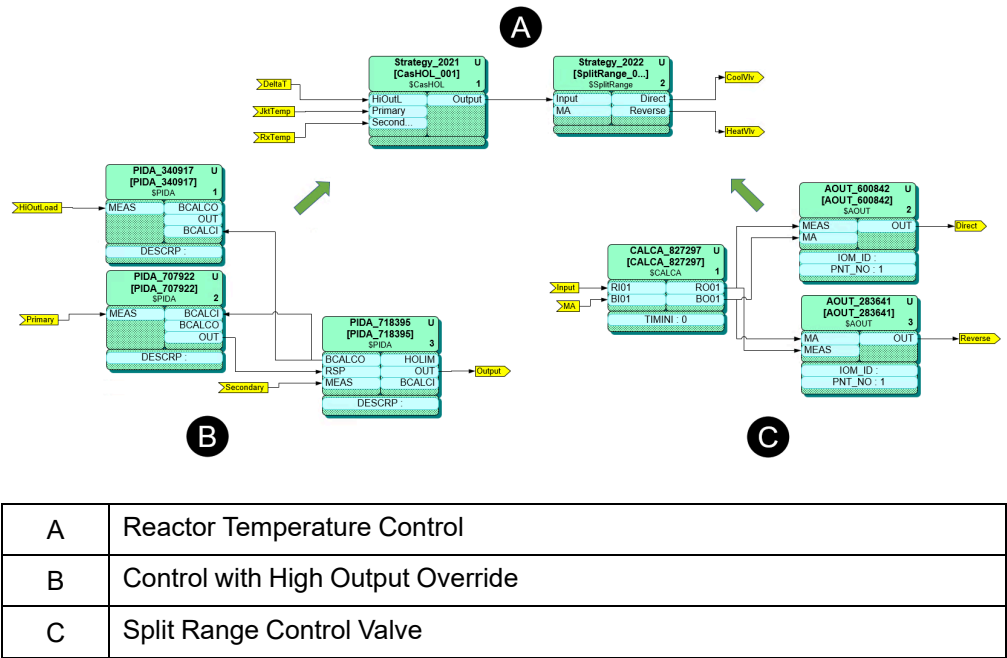 A
Strategy_2021 U
[CasHOL_001]
$CasHOL 1
HiOutL Output
Primary
Second...
Strategy_2022 U
[SplitRange_0...]
$SplitRange 2
Input Direct
MA Reverse
DeltaT
JktTemp
RxTemp
CoolVlv
HeatVlv
PIDA_340917 U
[PIDA_340917]
$PIDA 1
MEAS BCALCO
OUT
BCALCI
DESCRP :
HiOutLoad
PIDA_707922 U
[PIDA_707922]
$PIDA 2
MEAS BCALCI
BCALCO
OUT
DESCRP :
Primary
PIDA_718395 U
[PIDA_718395]
$PIDA 3
BCALCO HOLIM
RSP OUT
MEAS BCALCI
DESCRP :
Secondary
Output
B
CALCA_827297 U
[CALCA_827297]
$CALCA 1
RI01 RO01
BI01 BO01
TIMINI : 0
Input
MA
AOUT_600842 U
[AOUT_600842]
$AOUT 2
MEAS OUT
MA
IOM_ID :
PNT_NO : 1
Direct
AOUT_283641 U
[AOUT_283641]
$AOUT 3
MA OUT
MEAS
IOM_ID :
PNT_NO : 1
Reverse
C
A Reactor Temperature Control
B Control with High Output Override
C Split Range Control Valve